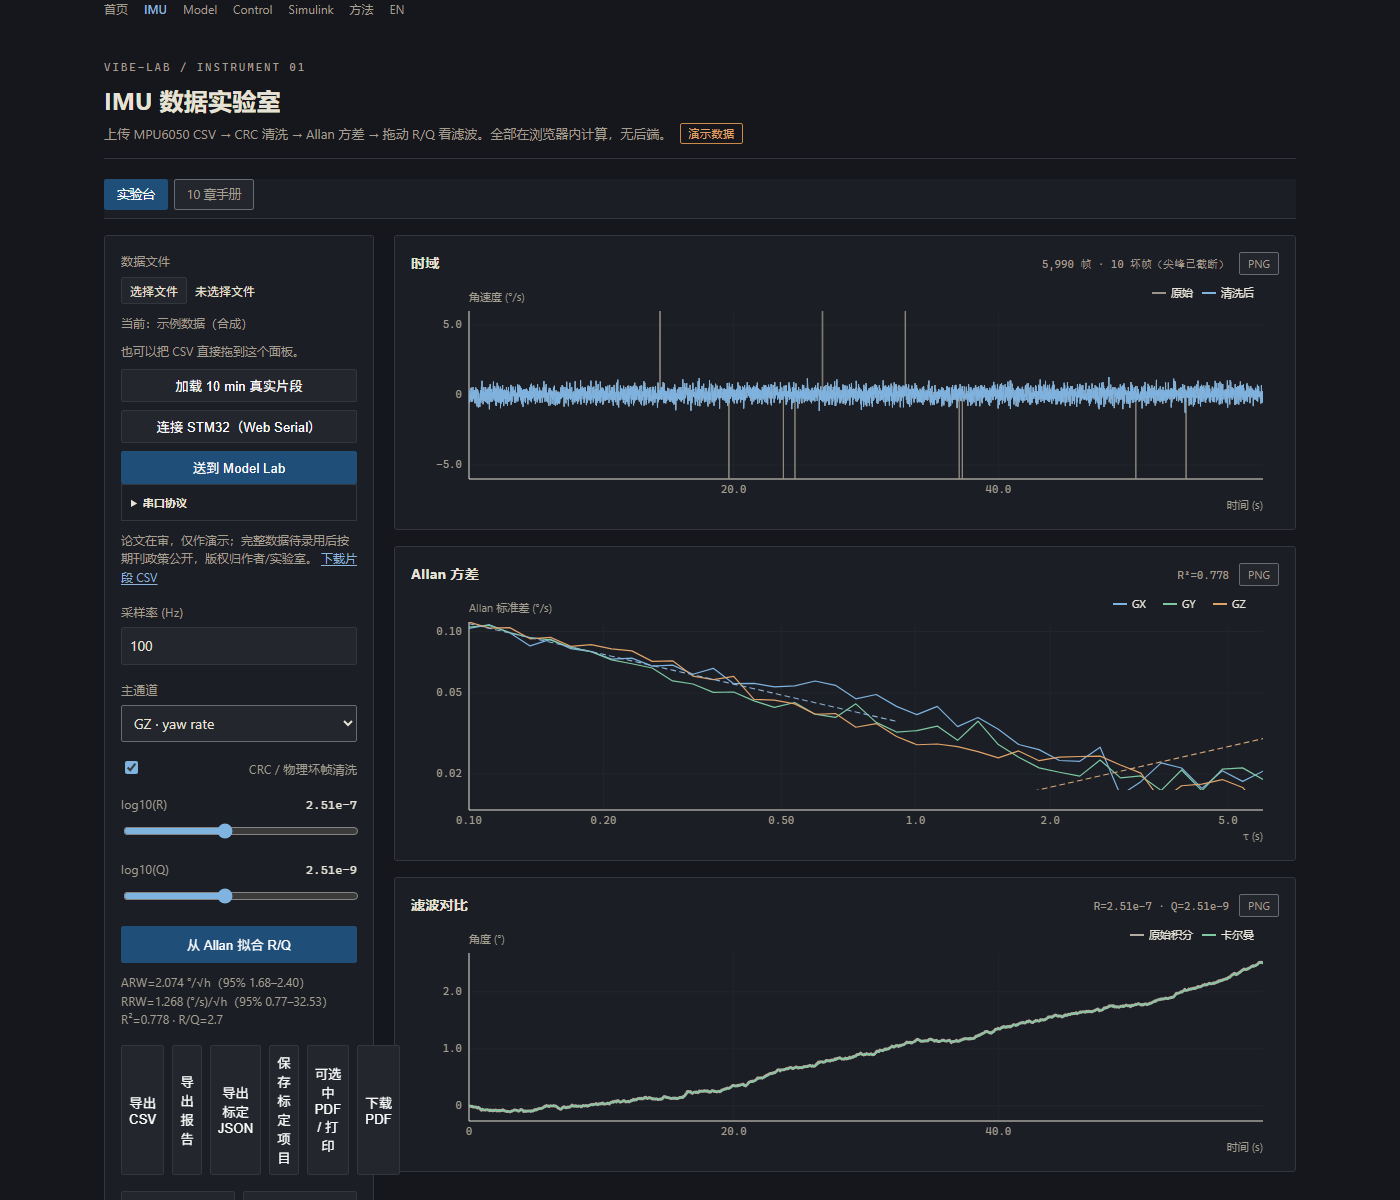 首页 IMU Model Control Simulink 方法 EN
VIBE-LAB / INSTRUMENT 01
IMU 数据实验室
上传 MPU6050 CSV → CRC 清洗 → Allan 方差 → 拖动 R/Q 看滤波。全部在浏览器内计算，无后端。 演示数据
实验台 10 章手册
数据文件
选择文件 未选择文件
当前：示例数据（合成）
也可以把 CSV 直接拖到这个面板。
加载 10 min 真实片段
连接 STM32（Web Serial）
送到 Model Lab
▶ 串口协议
论文在审，仅作演示；完整数据待录用后按
期刊政策公开，版权归作者/实验室。 下载片
段 CSV
采样率 (Hz)
100
主通道
GZ · yaw rate
CRC / 物理坏帧清洗
log10(R) 2.51e-7
log10(Q) 2.51e-9
从 Allan 拟合 R/Q
ARW=2.074 °/√h（95% 1.68–2.40）
RRW=1.268 (°/s)/√h（95% 0.77–32.53）
R²=0.778 · R/Q=2.7
导出
CSV
导
出
报
告
导出
标定
JSON
保
存
标
定
项
目
可选
中
PDF
/ 打
印
下载
PDF
时域
5,990 帧 · 10 坏帧（尖峰已截断） PNG
角速度 (°/s)
原始 清洗后
5.0
0
−5.0
20.0 40.0
时间 (s)
Allan 方差
R²=0.778 PNG
Allan 标准差 (°/s)
GX GY GZ
0.10
0.05
0.02
0.10 0.20 0.50 1.0 2.0 5.0
τ (s)
滤波对比
R=2.51e-7 · Q=2.51e-9 PNG
角度 (°)
原始积分 卡尔曼
2.0
1.0
0
0 20.0 40.0
时间 (s)